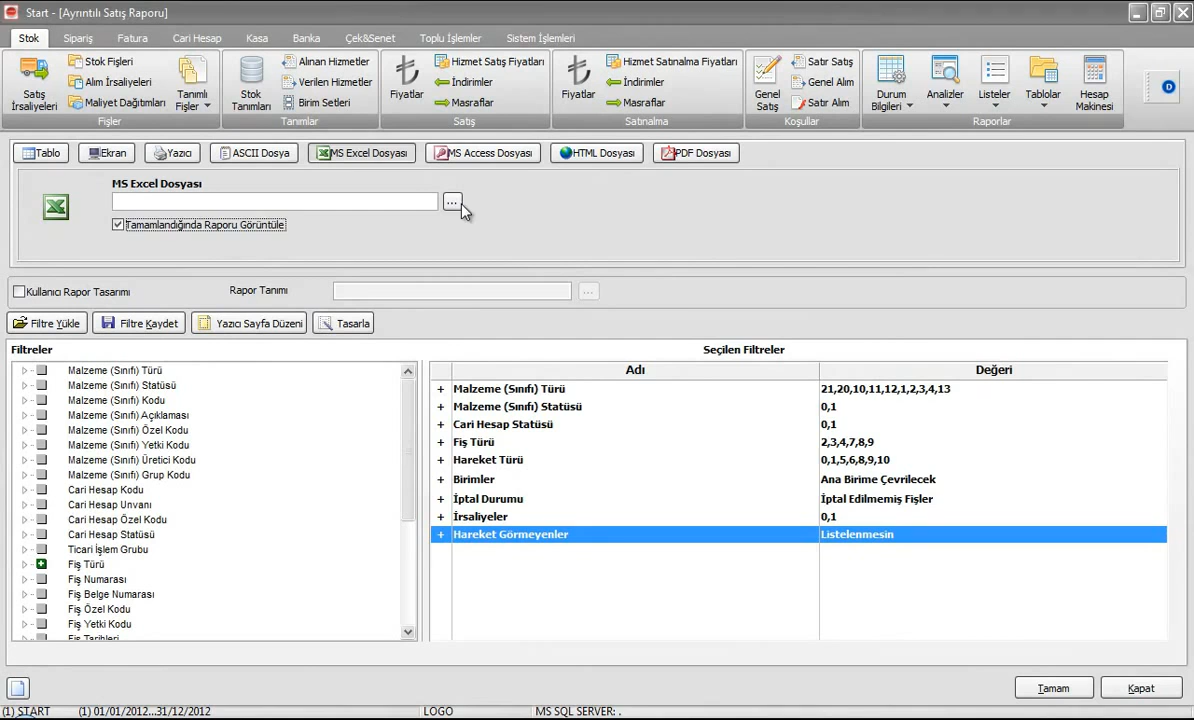 Start - [Ayrıntılı Satış Raporu]
Stok Sipariş Fatura Cari Hesap Kasa Banka Çek&Senet Toplu İşlemler Sistem İşlemleri
Satış İrsaliyeleri
Stok Fişleri
Alım İrsaliyeleri
Maliyet Dağıtımları
Tanımlı Fişler
Fişler
Stok Tanımları
Alınan Hizmetler
Verilen Hizmetler
Birim Setleri
Tanımlar
Fiyatlar
Hizmet Satış Fiyatları
İndirimler
Masraflar
Satış
Fiyatlar
Hizmet Satınalma Fiyatları
İndirimler
Masraflar
Satınalma
Genel Satış
Satır Satış
Genel Alım
Satır Alım
Koşullar
Durum Bilgileri
Analizler
Listeler
Tablolar
Hesap Makinesi
Raporlar
D
Tablo Ekran Yazıcı ASCII Dosya MS Excel Dosyası MS Access Dosyası HTML Dosyası PDF Dosyası
MS Excel Dosyası
...
Tamamlandığında Raporu Görüntüle
Kullanıcı Rapor Tasarımı Rapor Tanımı ...
Filtre Yükle Filtre Kaydet Yazıcı Sayfa Düzeni Tasarla
Filtreler
Malzeme (Sınıfı) Türü
Malzeme (Sınıfı) Statüsü
Malzeme (Sınıfı) Kodu
Malzeme (Sınıfı) Açıklaması
Malzeme (Sınıfı) Özel Kodu
Malzeme (Sınıfı) Yetki Kodu
Malzeme (Sınıfı) Üretici Kodu
Malzeme (Sınıfı) Grup Kodu
Cari Hesap Kodu
Cari Hesap Unvanı
Cari Hesap Özel Kodu
Cari Hesap Statüsü
Ticari İşlem Grubu
Fiş Türü
Fiş Numarası
Fiş Belge Numarası
Fiş Özel Kodu
Fiş Yetki Kodu
Fiş Tarihleri
Seçilen Filtreler
Adı Değeri
+ Malzeme (Sınıfı) Türü 21,20,10,11,12,1,2,3,4,13
+ Malzeme (Sınıfı) Statüsü 0,1
+ Cari Hesap Statüsü 0,1
+ Fiş Türü 2,3,4,7,8,9
+ Hareket Türü 0,1,5,6,8,9,10
+ Birimler Ana Birime Çevrilecek
+ İptal Durumu İptal Edilmemiş Fişler
+ İrsaliyeler 0,1
+ Hareket Görmeyenler Listelenmesin
Tamam Kapat
(1) START (1) 01/01/2012...31/12/2012 LOGO MS SQL SERVER: .